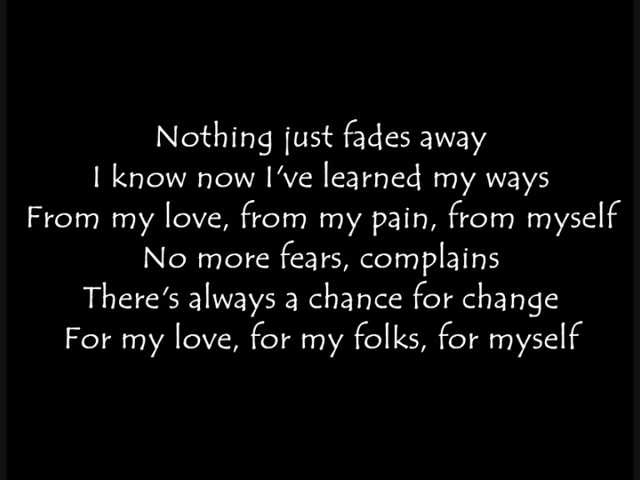 Nothing just fades away
I know now I've learned my ways
From my love, from my pain, from myself
No more fears, complains
There's always a chance for change
For my love, for my folks, for myself